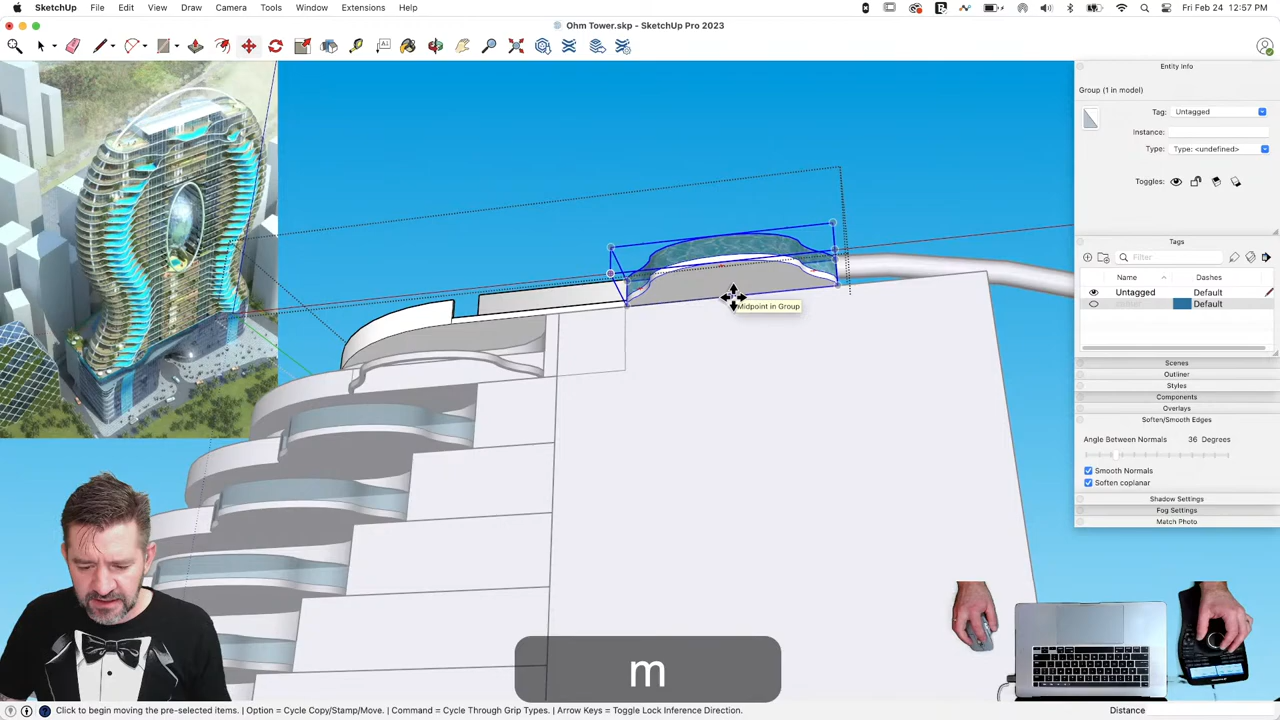 SketchUp File Edit View Draw Camera Tools Window Extensions Help
Fri Feb 24 12:57 PM
Ohm Tower.skp - SketchUp Pro 2023
Entity Info
Group (1 in model)
Tag: Untagged
Instance:
Type: Type: <undefined>
Toggles:
Tags
Filter
Name Dashes
Untagged Default
Default
Scenes
Outliner
Styles
Components
Overlays
Soften/Smooth Edges
Angle Between Normals 36 Degrees
Smooth Normals
Soften coplanar
Shadow Settings
Fog Settings
Match Photo
Midpoint in Group
m
Click to begin moving the pre-selected items. | Option = Cycle Copy/Stamp/Move. | Command = Cycle Through Grip Types. | Arrow Keys = Toggle Lock Inference Direction.
Distance